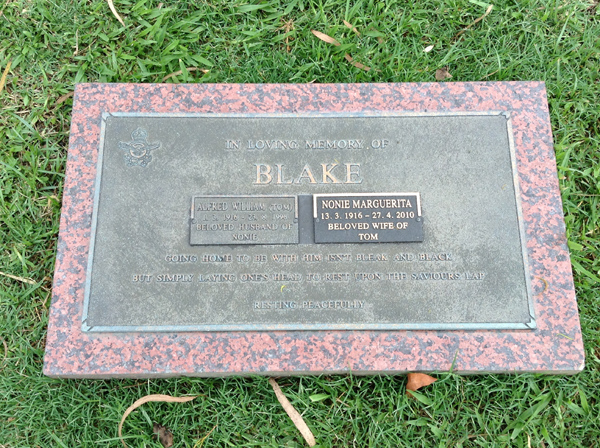 IN LOVING MEMORY OF
BLAKE
ALFRED WILLIAM (TOM)
1996
BELOVED HUSBAND OF
NONIE
NONIE MARGUERITA
13. 3. 1916 - 27. 4. 2010
BELOVED WIFE OF
TOM
GOING HOME TO BE WITH HIM ISN'T BLEAK AND BLACK
BUT SIMPLY LAYING ONE'S HEAD TO REST UPON THE SAVIOURS LAP
RESTING PEACEFULLY